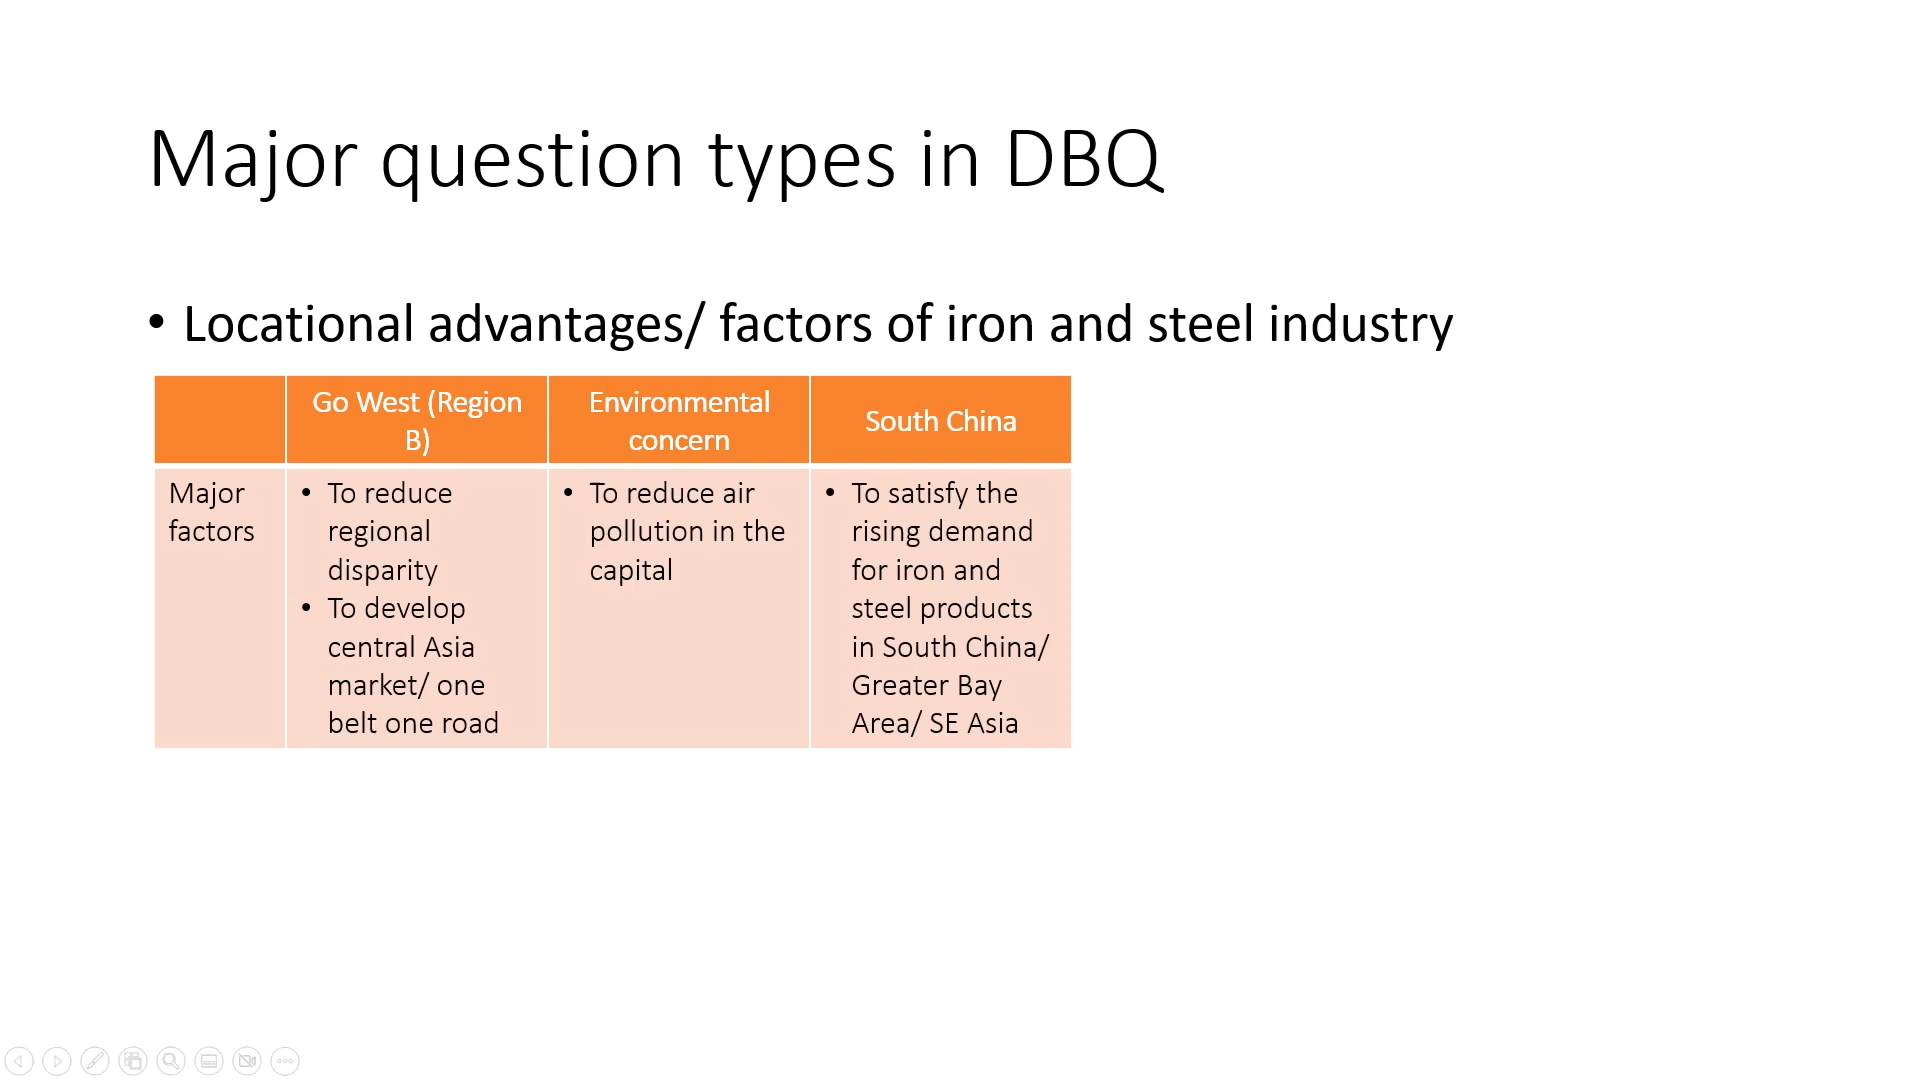 Major question types in DBQ
• Locational advantages/ factors of iron and steel industry
Go West (Region
B)
Environmental
concern
South China
Major
factors
• To reduce
regional
disparity
• To develop
central Asia
market/ one
belt one road
• To reduce air
pollution in the
capital
• To satisfy the
rising demand
for iron and
steel products
in South China/
Greater Bay
Area/ SE Asia